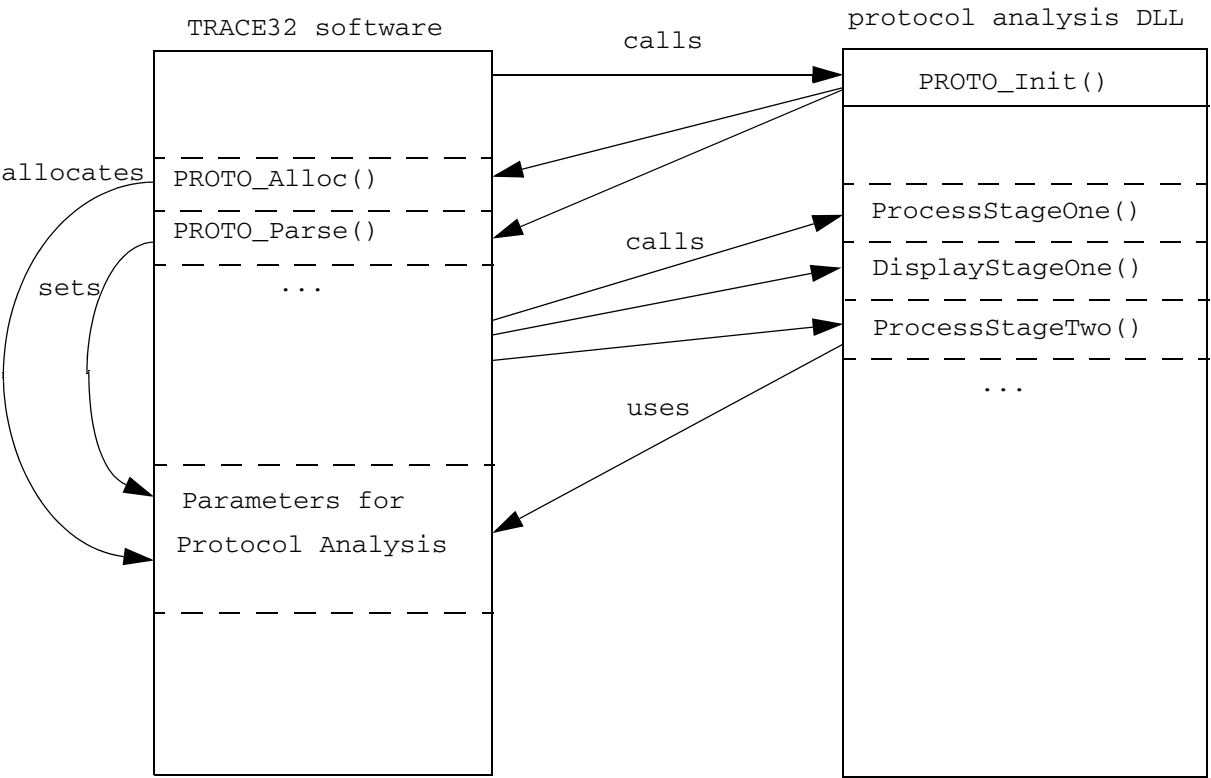 TRACE32 software
protocol analysis DLL
calls
PROTO_Init()
allocates
PROTO_Alloc()
PROTO_Parse()
sets
...
calls
ProcessStageOne()
DisplayStageOne()
ProcessStageTwo()
...
uses
Parameters for
Protocol Analysis